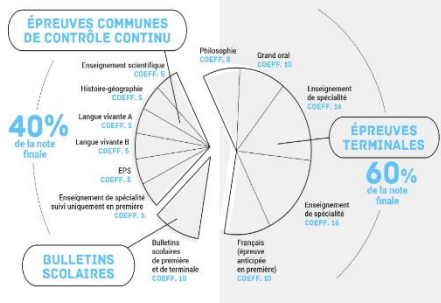 ÉPREUVES COMMUNES
DE CONTRÔLE CONTINU
Enseignement scientifique
COEFF. 5
Histoire-géographie
COEFF. 5
Langue vivante A
COEFF. 5
Langue vivante B
COEFF. 5
EPS
COEFF. 5
Enseignement de spécialité
suivi uniquement en première
COEFF. 5
40%
de la note
finale
BULLETINS
SCOLAIRES
Bulletins
scolaires
de première
et de terminale
COEFF. 10
Philosophie
COEFF. 8
Grand oral
COEFF. 10
Enseignement
de spécialité
COEFF. 16
ÉPREUVES
TERMINALES
60%
de la note
finale
Enseignement
de spécialité
COEFF. 16
Français
(épreuve
anticipée
en première)
COEFF. 10